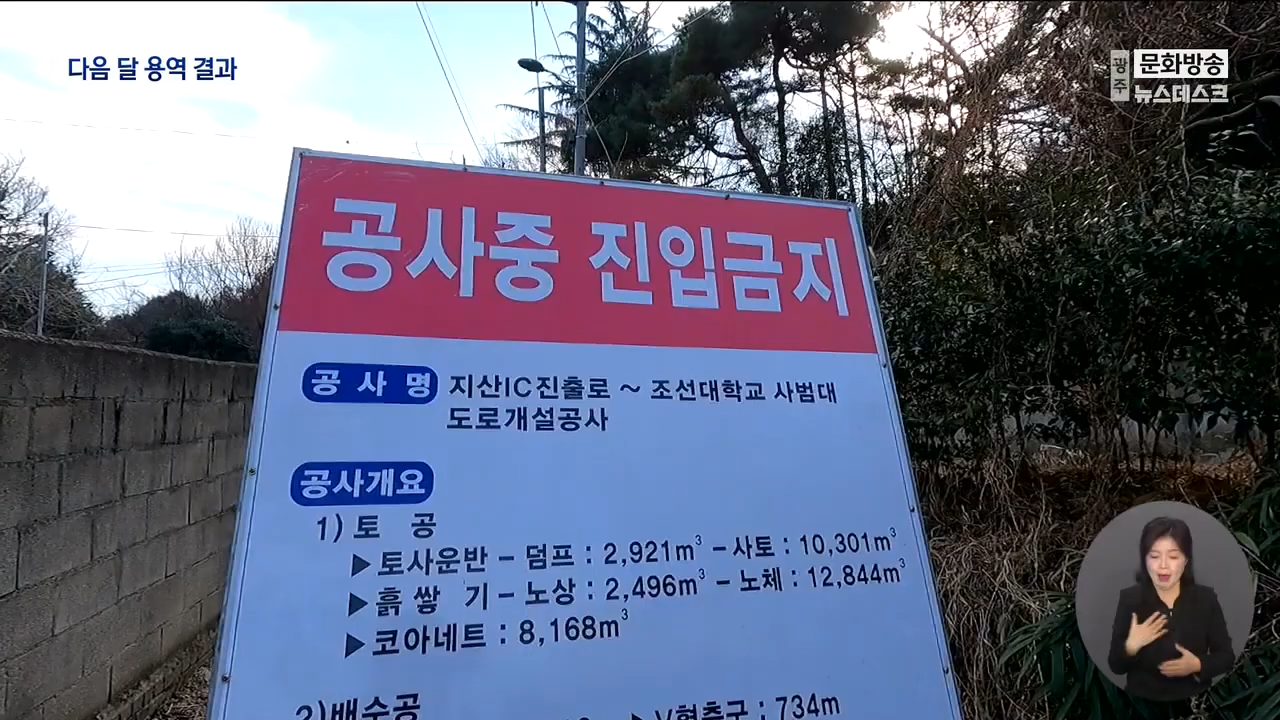 다음 달 용역 결과
광주 문화방송
뉴스데스크
공사중 진입금지
공 사 명 지산IC진출로 ~ 조선대학교 사범대
도로개설공사
공사개요
1) 토 공
▶토사운반 - 덤프 : 2,921m³ - 사토 : 10,301m³
▶흙 쌓 기 - 노상 : 2,496m³ - 노체 : 12,844m³
▶코아네트 : 8,168m³
2)배수공
▶V형측구 : 734m